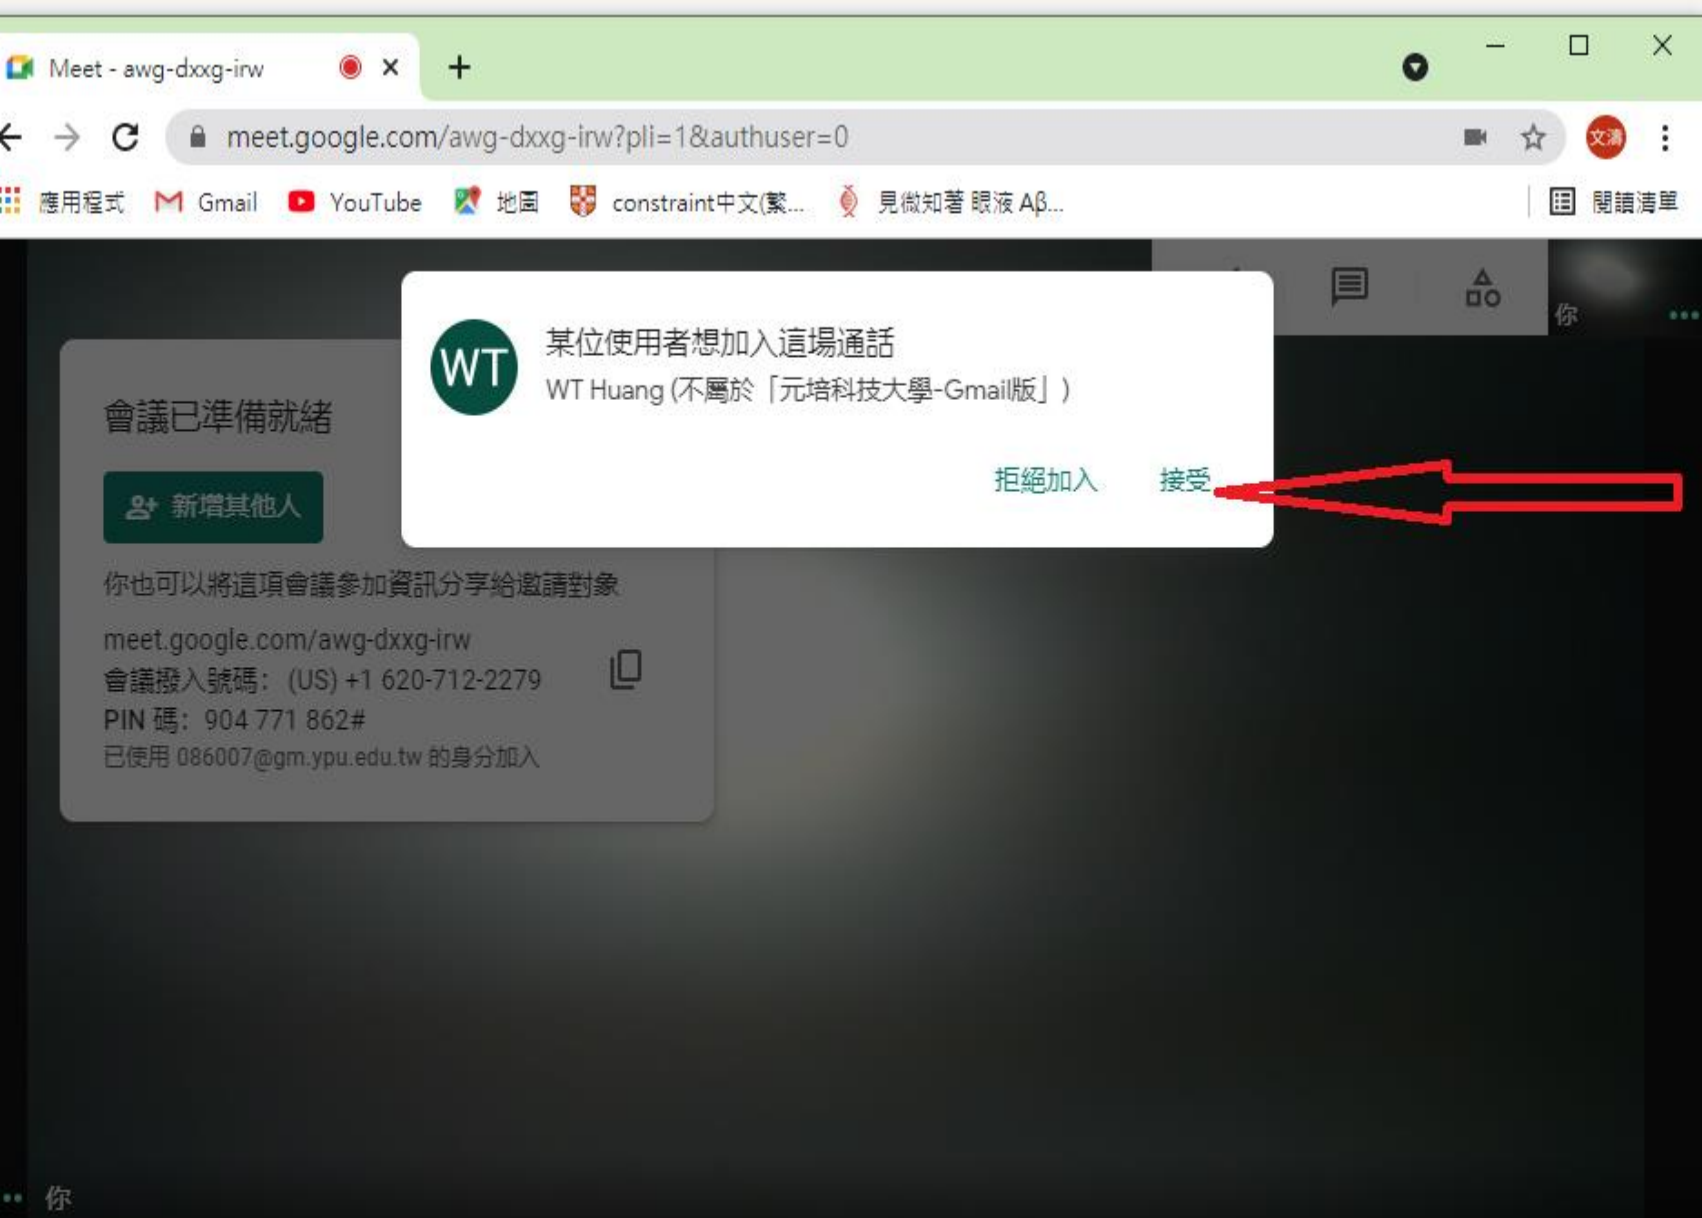 Meet - awg-dxxg-irw
meet.google.com/awg-dxxg-irw?pli=1&authuser=0
文濤
應用程式 Gmail YouTube 地圖 constraint中文(繁... 見微知著 眼液 Aβ... 閱讀清單
你
某位使用者想加入這場通話
WT
WT Huang (不屬於「元培科技大學-Gmail版」)
拒絕加入 接受
會議已準備就緒
新增其他人
你也可以將這項會議參加資訊分享給邀請對象
meet.google.com/awg-dxxg-irw
會議撥入號碼： (US) +1 620-712-2279
PIN 碼： 904 771 862#
已使用 086007@gm.ypu.edu.tw 的身分加入
你